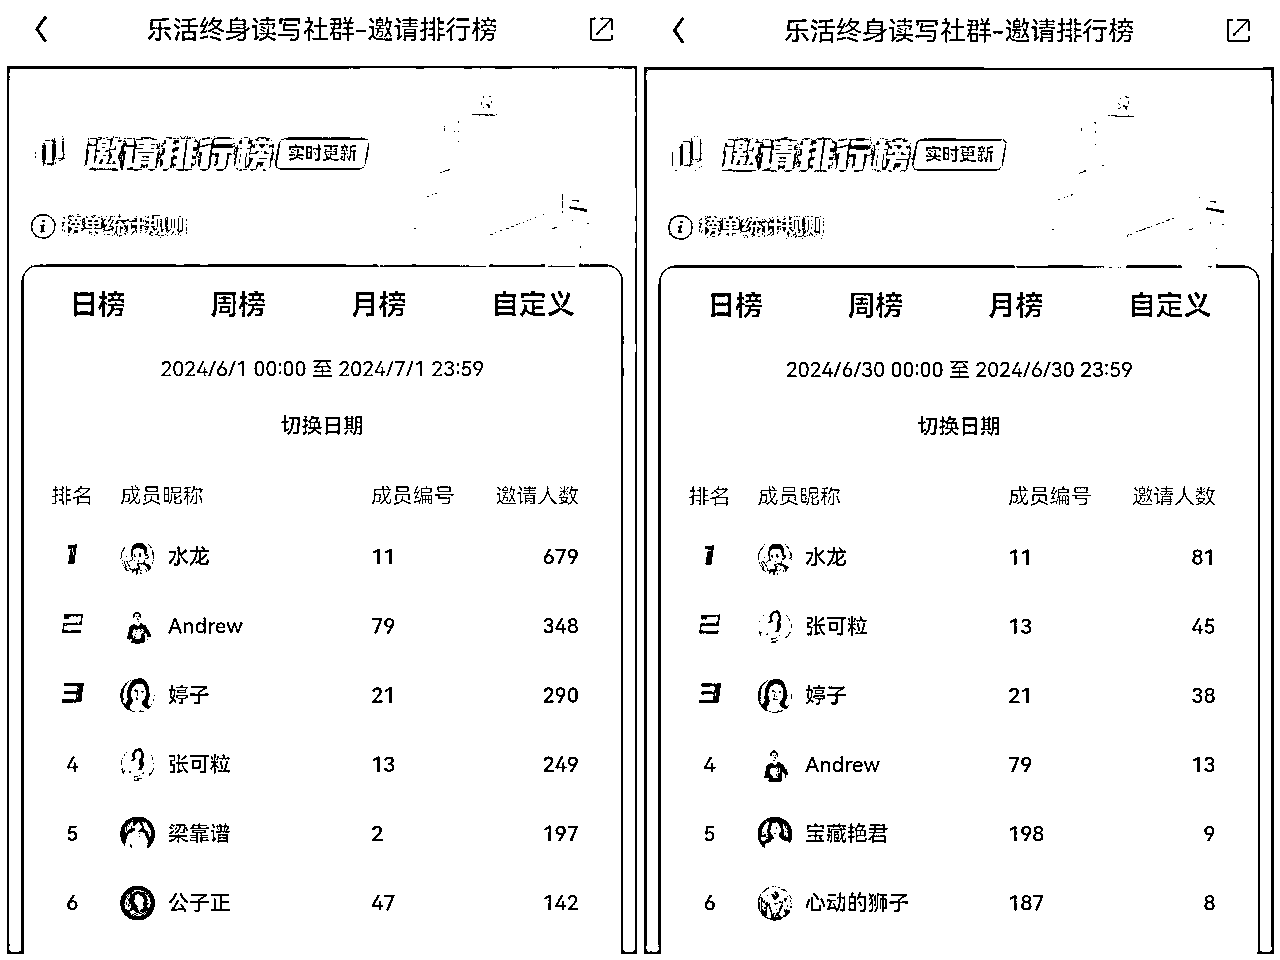 乐活终身读写社群-邀请排行榜
邀请排行榜 实时更新
榜单统计规则
日榜 周榜 月榜 自定义
2024/6/1 00:00 至 2024/7/1 23:59
切换日期
排名 成员昵称 成员编号 邀请人数
1 水龙 11 679
2 Andrew 79 348
3 婷子 21 290
4 张可粒 13 249
5 梁靠谱 2 197
6 公子正 47 142
乐活终身读写社群-邀请排行榜
邀请排行榜 实时更新
榜单统计规则
日榜 周榜 月榜 自定义
2024/6/30 00:00 至 2024/6/30 23:59
切换日期
排名 成员昵称 成员编号 邀请人数
1 水龙 11 81
2 张可粒 13 45
3 婷子 21 38
4 Andrew 79 13
5 宝藏艳君 198 9
6 心动的狮子 187 8